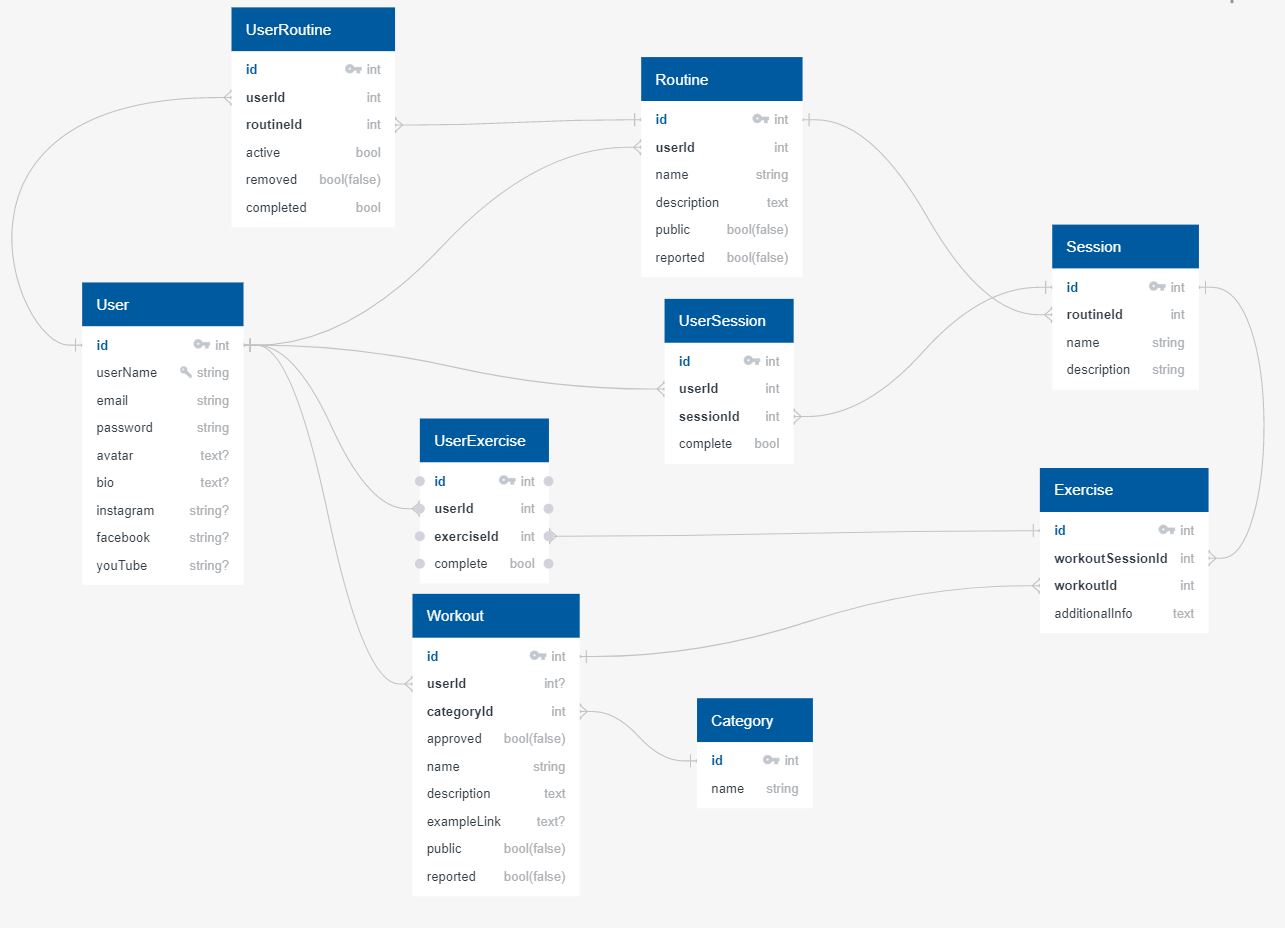 UserRoutine
id int
userId int
routineId int
active bool
removed bool(false)
completed bool
Routine
id int
userId int
name string
description text
public bool(false)
reported bool(false)
Session
id int
routineId int
name string
description string
User
id int
userName string
email string
password string
avatar text?
bio text?
instagram string?
facebook string?
youTube string?
UserSession
id int
userId int
sessionId int
complete bool
UserExercise
id int
userId int
exerciseId int
complete bool
Exercise
id int
workoutSessionId int
workoutId int
additionalInfo text
Workout
id int
userId int?
categoryId int
approved bool(false)
name string
description text
exampleLink text?
public bool(false)
reported bool(false)
Category
id int
name string